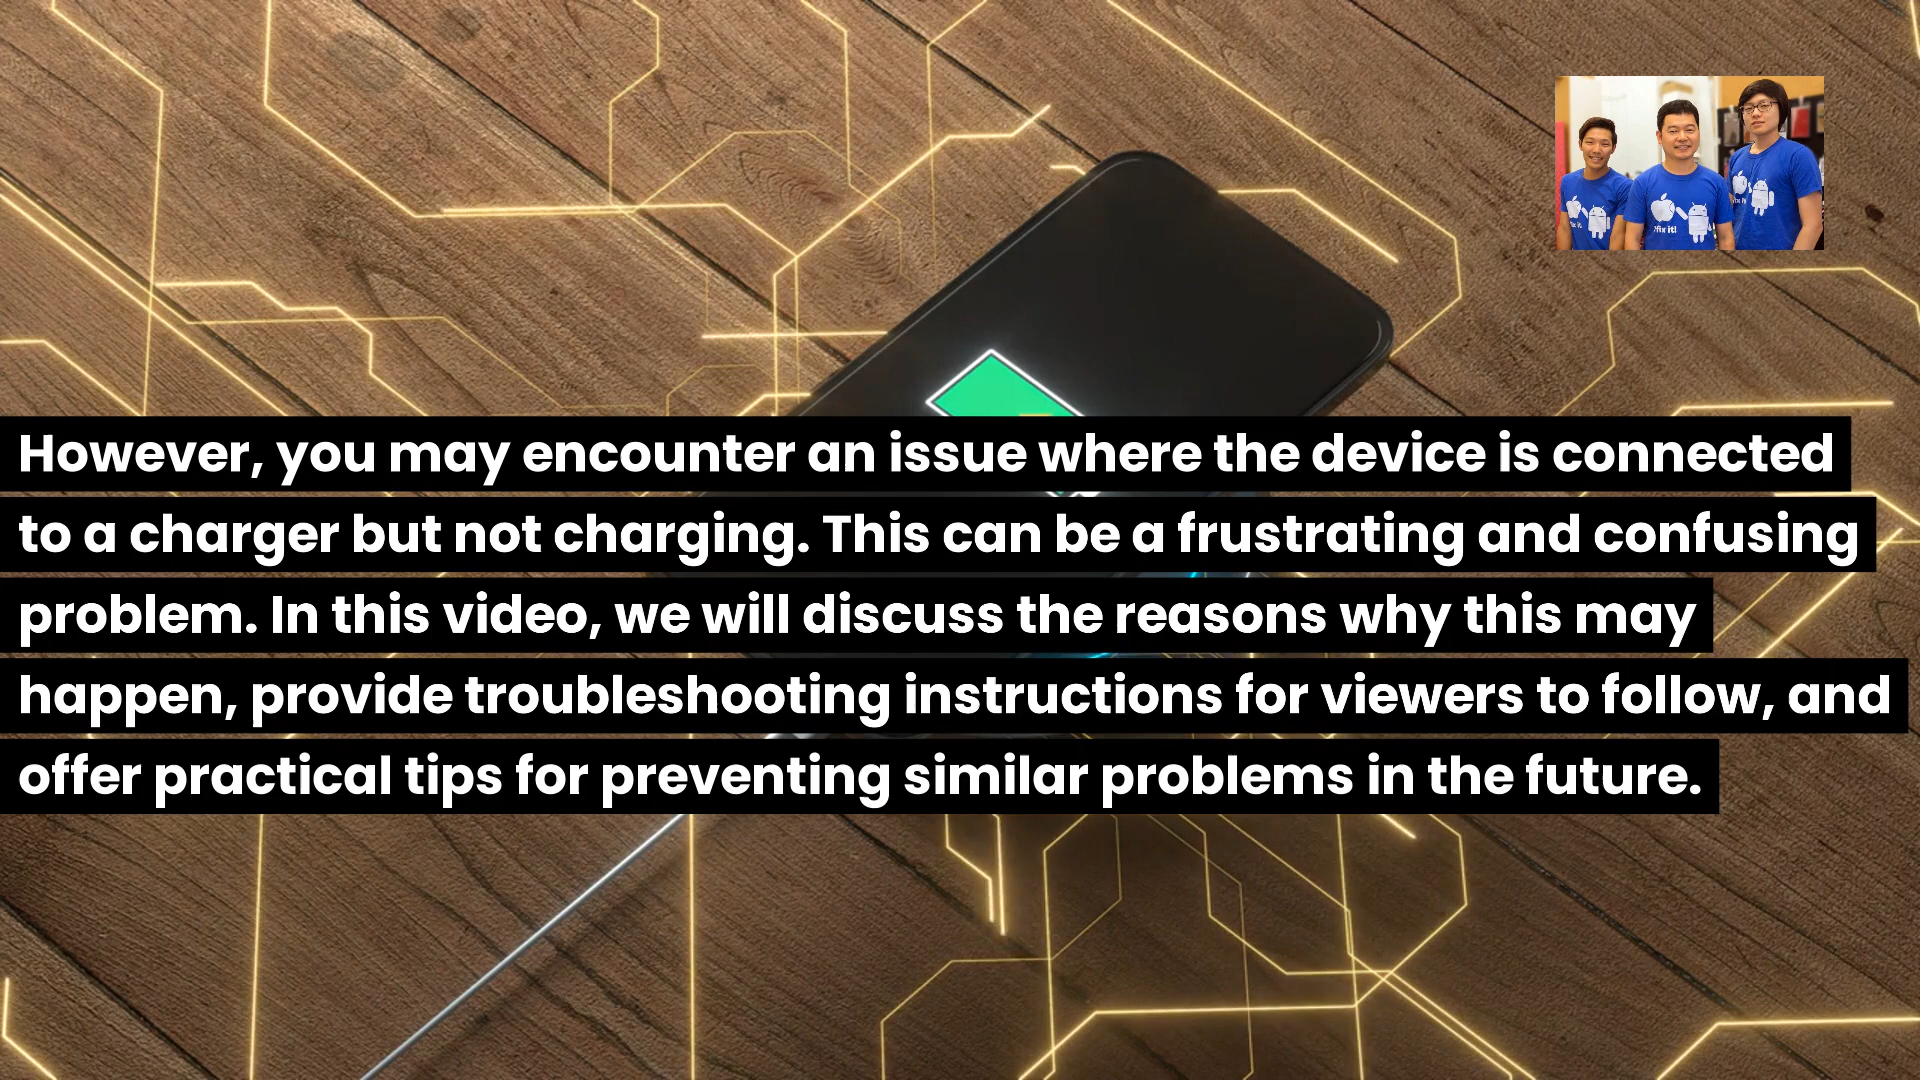 However, you may encounter an issue where the device is connected
to a charger but not charging. This can be a frustrating and confusing
problem. In this video, we will discuss the reasons why this may
happen, provide troubleshooting instructions for viewers to follow, and
offer practical tips for preventing similar problems in the future.